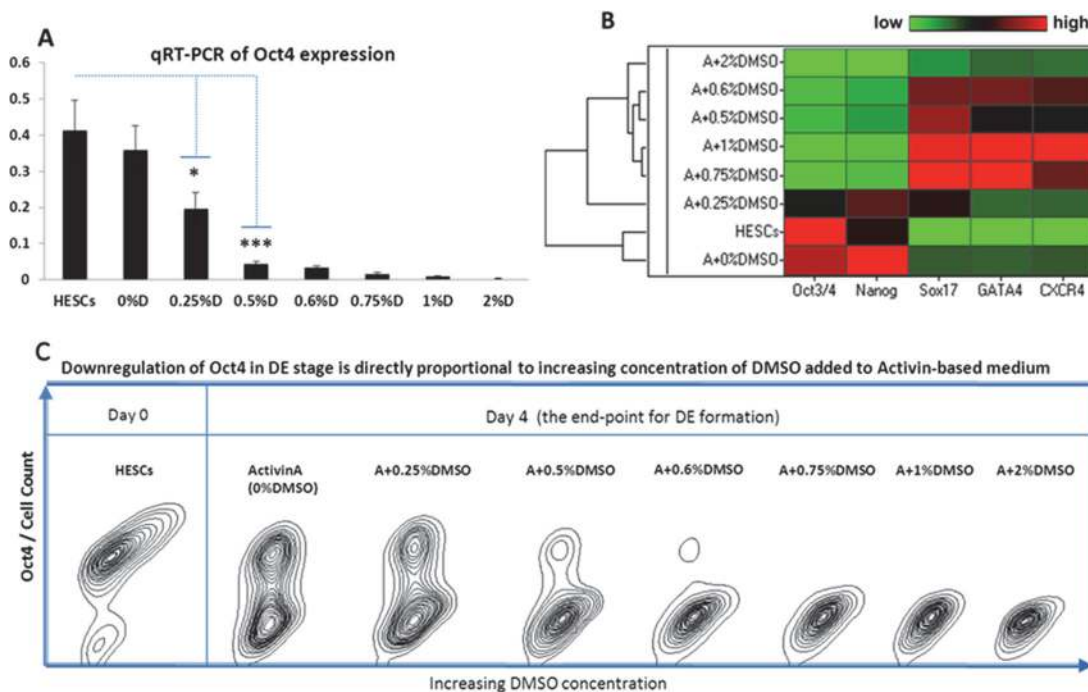 A
qRT-PCR of Oct4 expression
0.6
0.5
0.4
0.3
0.2
0.1
0
*
***
HESCs 0%D 0.25%D 0.5%D 0.6%D 0.75%D 1%D 2%D
B
low high
A+2%DMSO
A+0.6%DMSO
A+0.5%DMSO
A+1%DMSO
A+0.75%DMSO
A+0.25%DMSO
HESCs
A+0%DMSO
Oct3/4 Nanog Sox17 GATA4 CXCR4
C
Downregulation of Oct4 in DE stage is directly proportional to increasing concentration of DMSO added to Activin-based medium
Day 0 Day 4 (the end-point for DE formation)
HESCs ActivinA A+0.25%DMSO A+0.5%DMSO A+0.6%DMSO A+0.75%DMSO A+1%DMSO A+2%DMSO
(0%DMSO)
Oct4 / Cell Count
Increasing DMSO concentration